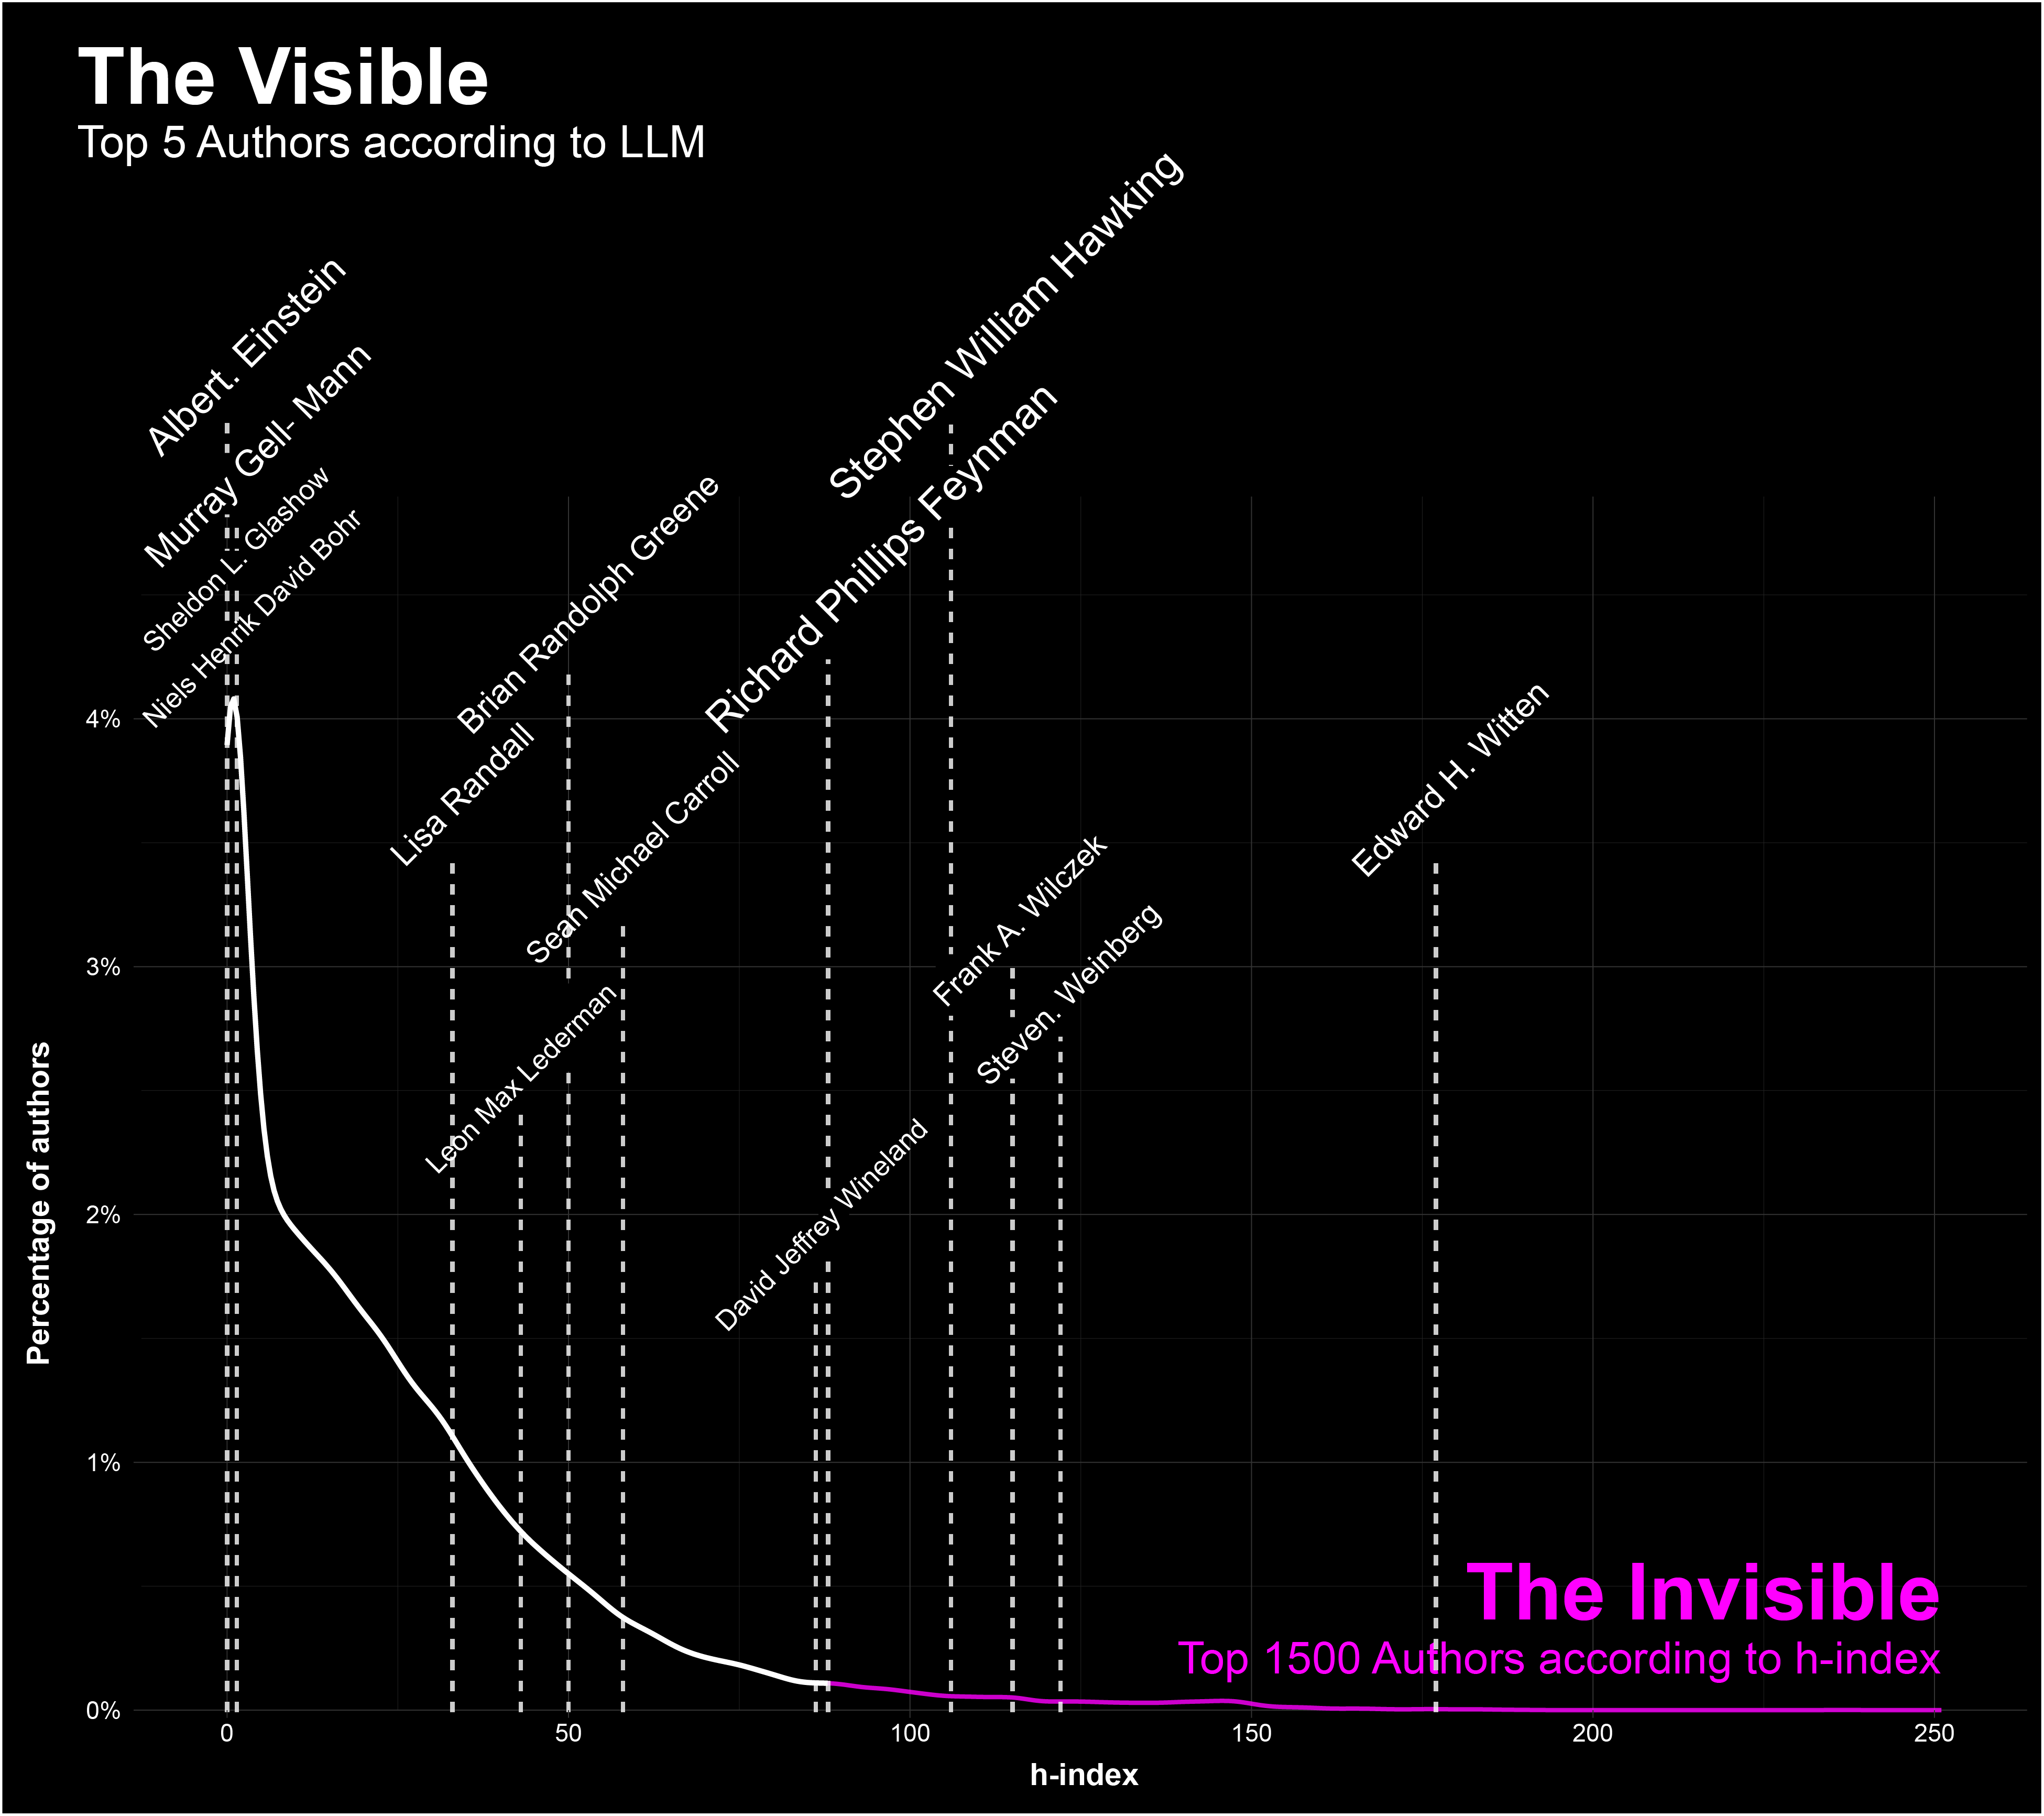 The Visible
Top 5 Authors according to LLM
Stephen William Hawking
Albert. Einstein
Murray Gell- Mann
Richard Phillips Feynman
Sheldon L. Glashow
Brian Randolph Greene
Niels Henrik David Bohr
Edward H. Witten
Lisa Randall
Sean Michael Carroll
Frank A. Wilczek
Steven. Weinberg
Leon Max Lederman
David Jeffrey Wineland
Percentage of authors
4%
3%
2%
1%
0%
The Invisible
Top 1500 Authors according to h-index
0
50
100
150
200
250
h-index